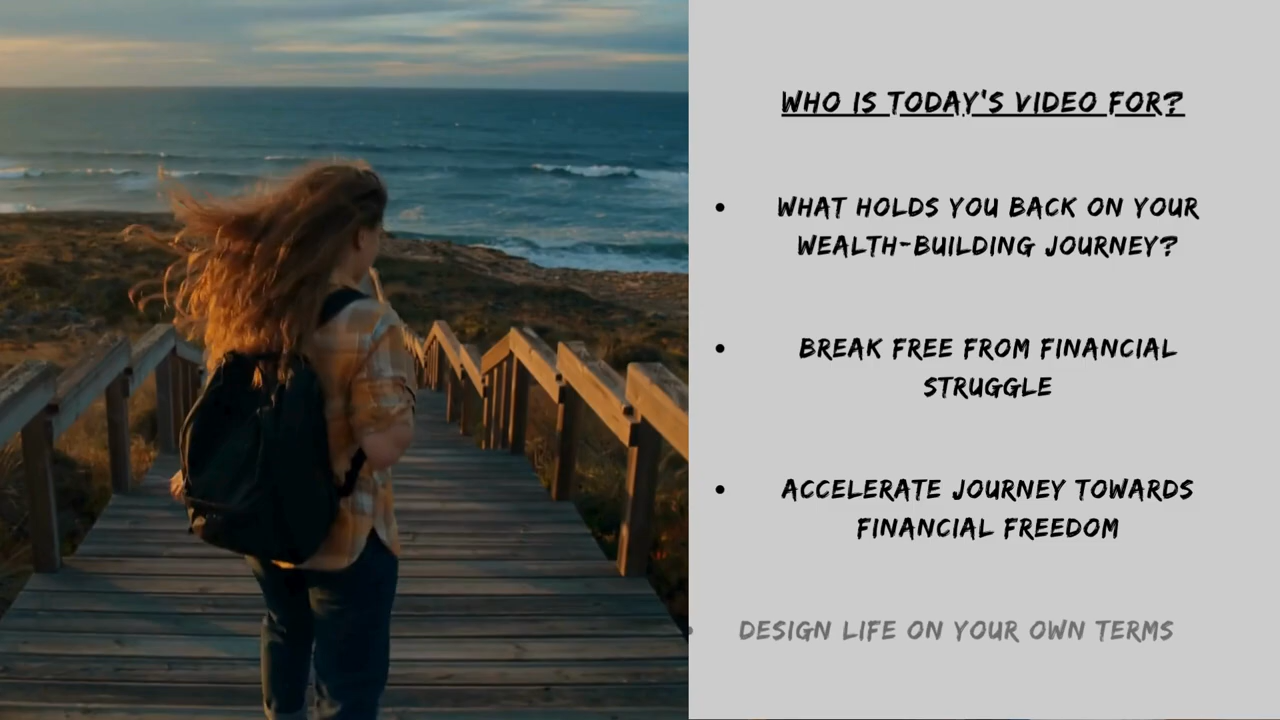 WHO IS TODAY'S VIDEO FOR?
• WHAT HOLDS YOU BACK ON YOUR
WEALTH-BUILDING JOURNEY?
• BREAK FREE FROM FINANCIAL
STRUGGLE
• ACCELERATE JOURNEY TOWARDS
FINANCIAL FREEDOM
• DESIGN LIFE ON YOUR OWN TERMS